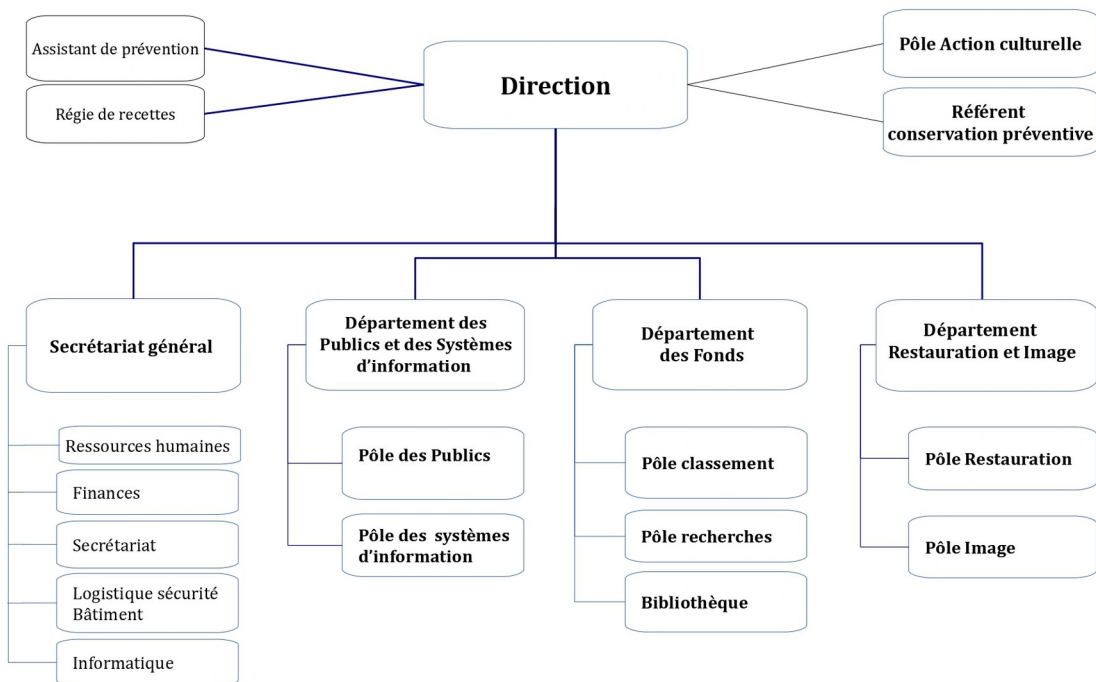 Assistant de prévention
Régie de recettes
Direction
Pôle Action culturelle
Référent
conservation préventive
Secrétariat général
Ressources humaines
Finances
Secrétariat
Logistique sécurité
Bâtiment
Informatique
Département des
Publics et des Systèmes
d’information
Pôle des Publics
Pôle des systèmes
d’information
Département
des Fonds
Pôle classement
Pôle recherches
Bibliothèque
Département
Restauration et Image
Pôle Restauration
Pôle Image